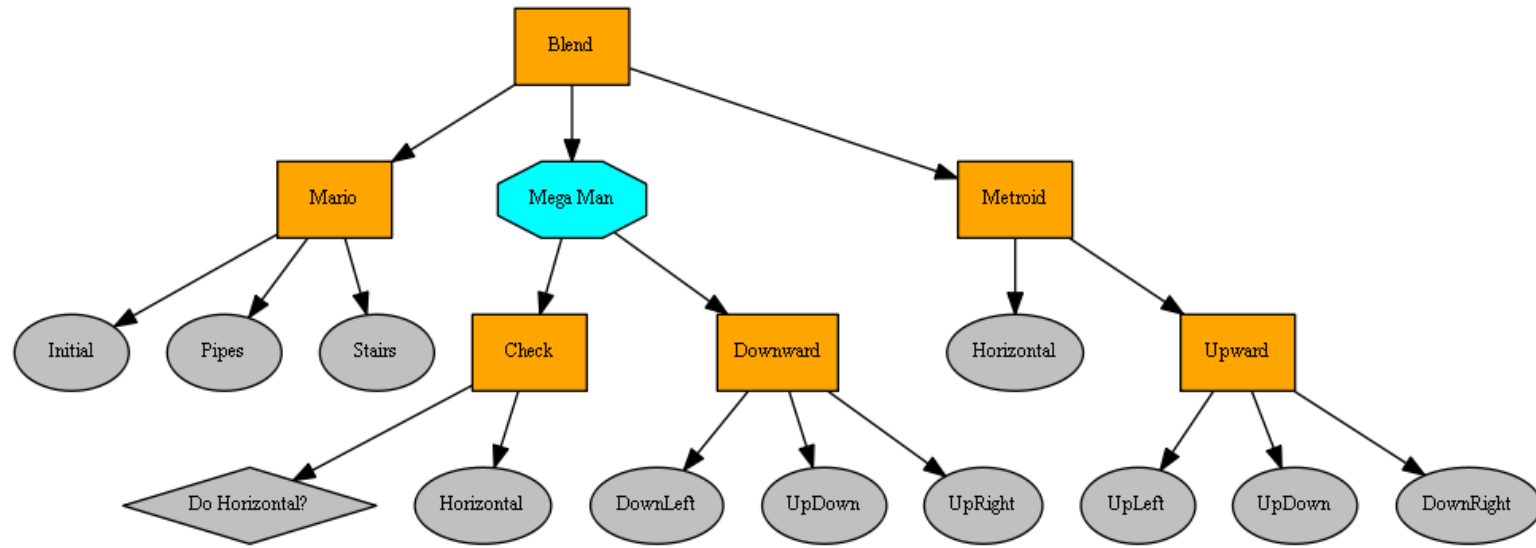 Blend
Mario
Mega Man
Metroid
Initial
Pipes
Stairs
Check
Downward
Horizontal
Upward
Do Horizontal?
Horizontal
DownLeft
UpDown
UpRight
UpLeft
UpDown
DownRight